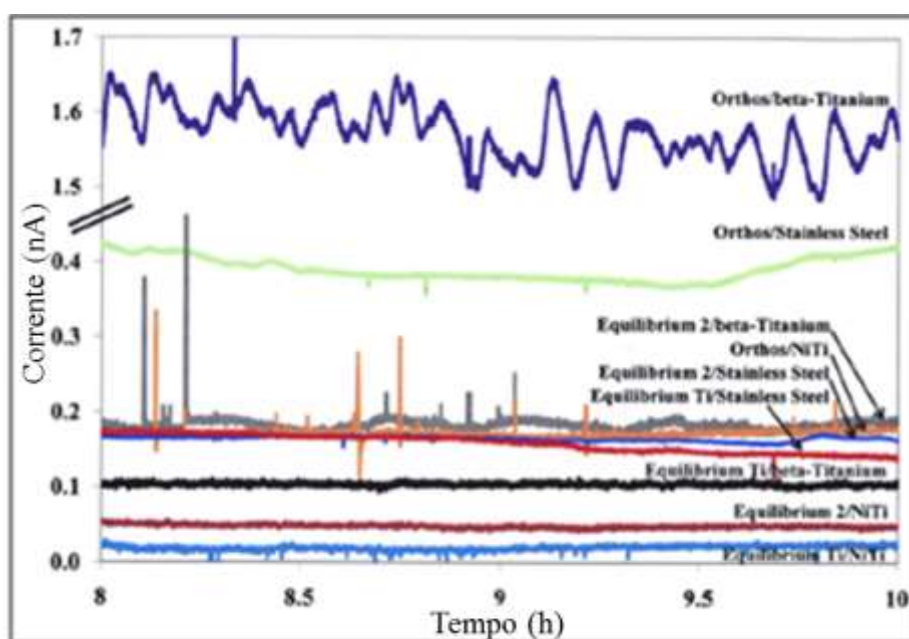 1.7
Orthos/beta-Titanium
1.6
1.5
Orthos/Stainless Steel
0.4
Corrente (nA)
Equilibrium 2/beta-Titanium
0.3
Orthos/NiTi
Equilibrium 2/Stainless Steel
Equilibrium Ti/Stainless Steel
0.2
Equilibrium Ti/beta-Titanium
0.1
Equilibrium 2/NiTi
Equilibrium Ti/NiTi
0.0
8
8.5
9
9.5
10
Tempo (h)